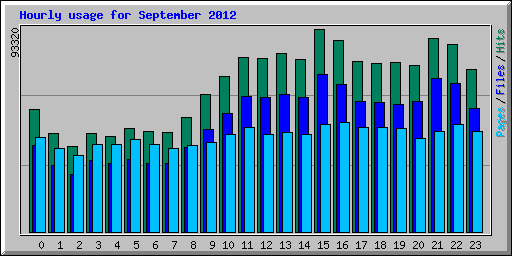 Hourly usage for September 2012
93320
Pages / Files / Hits
0 1 2 3 4 5 6 7 8 9 10 11 12 13 14 15 16 17 18 19 20 21 22 23